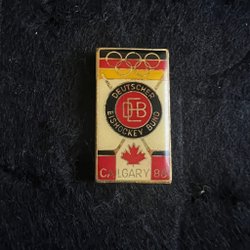 DEUTSCHER
DEB
EISHOCKEY BUND
CALGARY 88